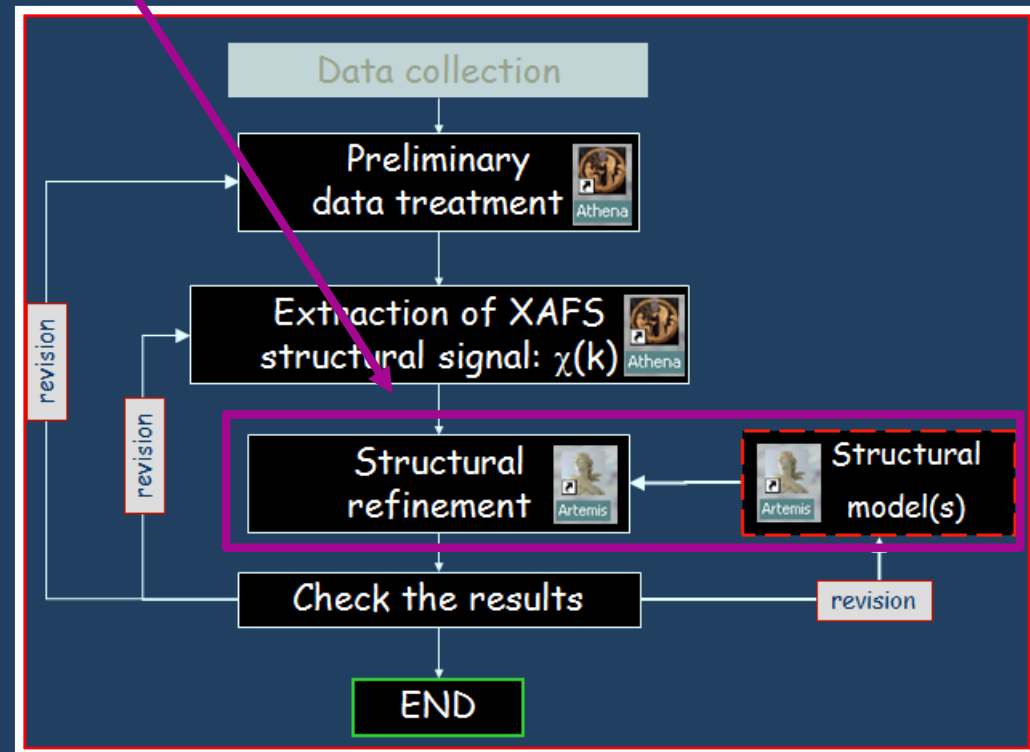 Data collection
Preliminary
data treatment
Athena
Extraction of XAFS
structural signal: χ(k)
Athena
revision
revision
Structural
refinement
Artemis
Artemis
Structural
model(s)
Check the results
revision
END